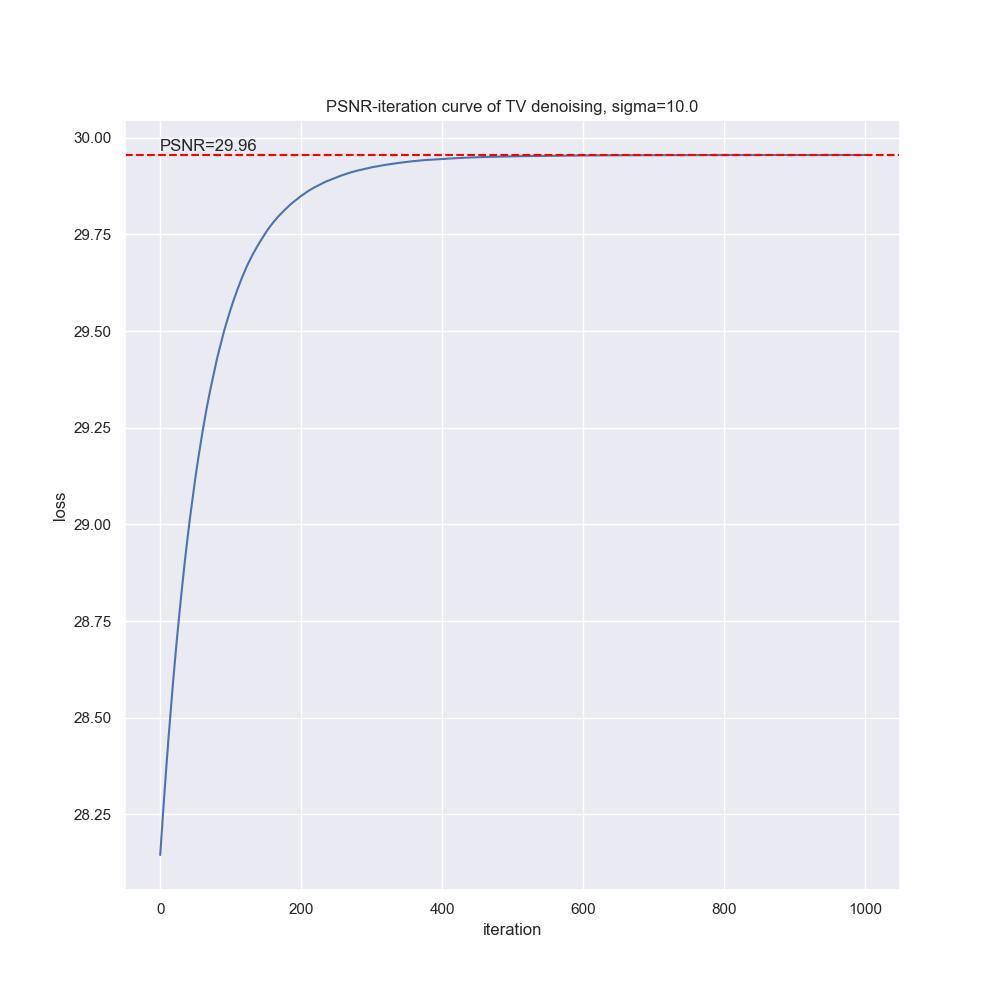 PSNR-iteration curve of TV denoising, sigma=10.0
PSNR=29.96
30.00
29.75
29.50
29.25
29.00
28.75
28.50
28.25
loss
0 200 400 600 800 1000
iteration